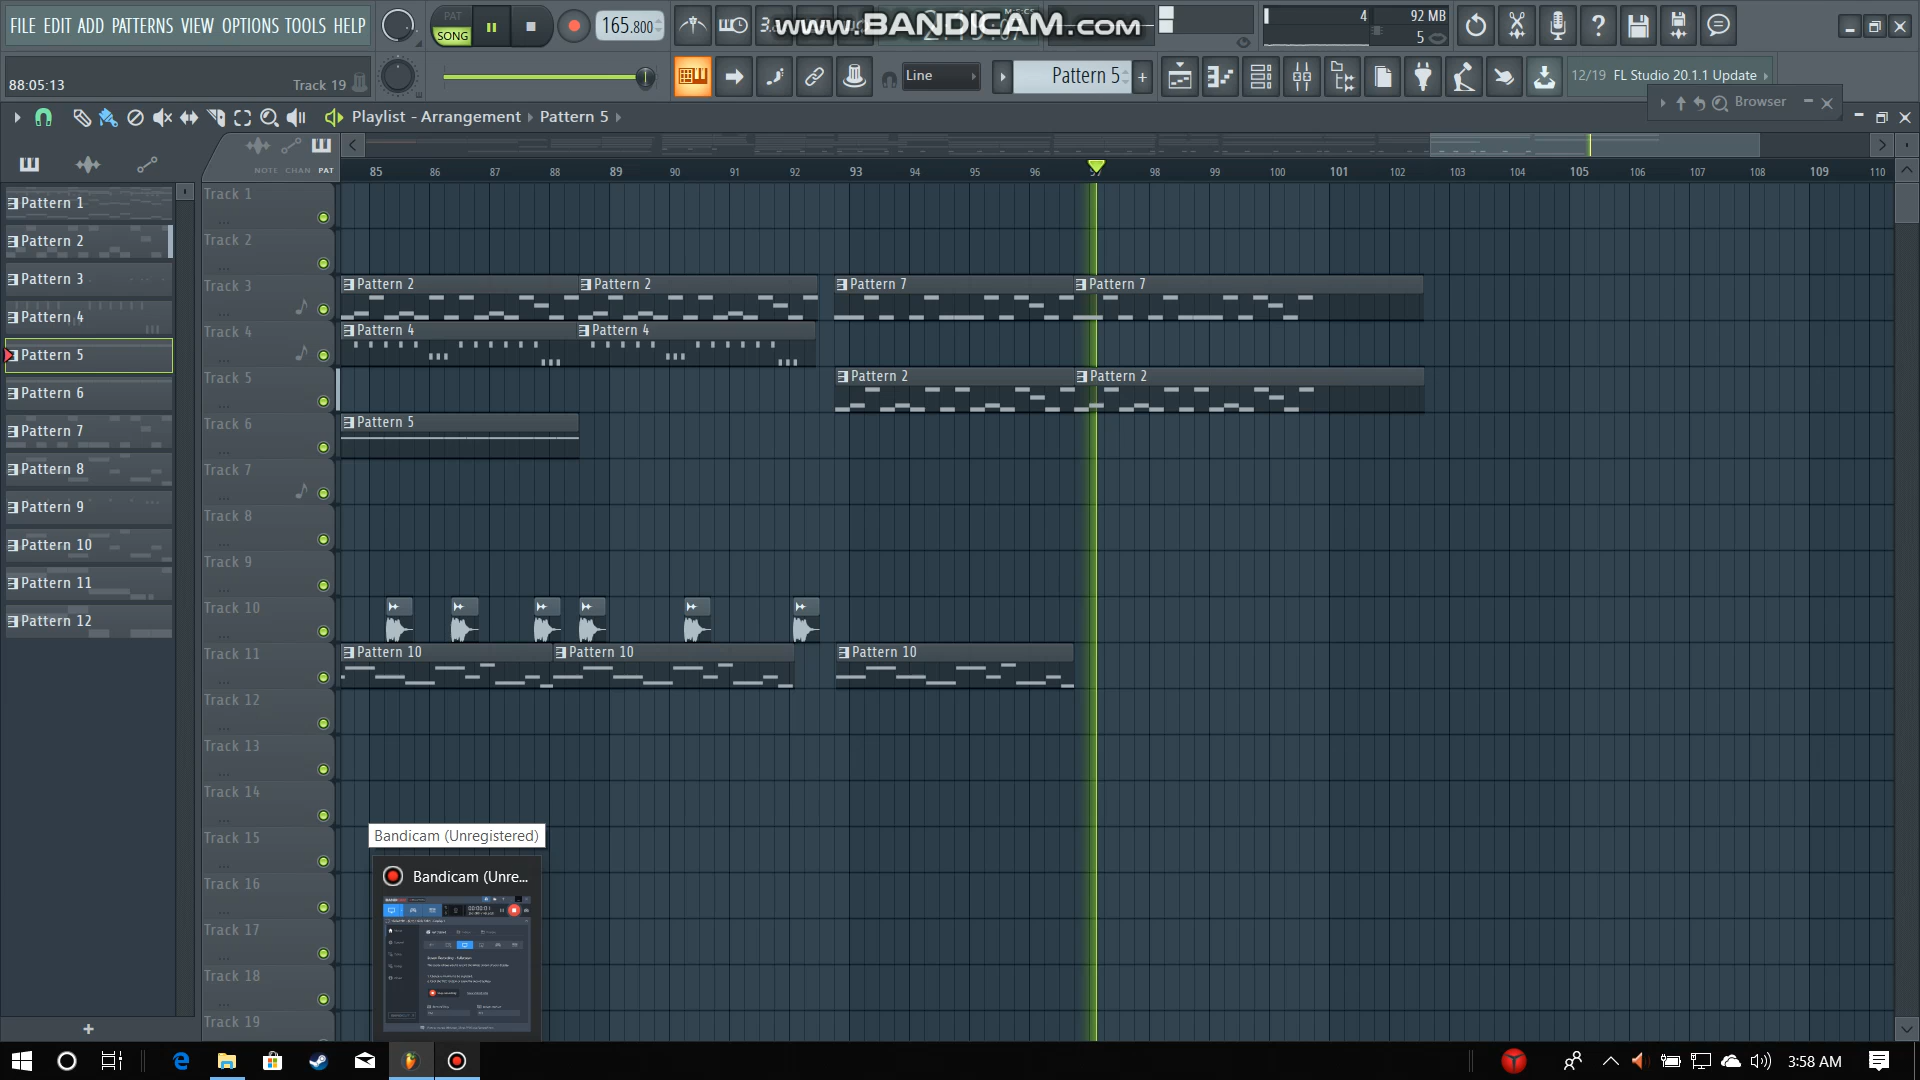 FILE EDIT ADD PATTERNS VIEW OPTIONS TOOLS HELP
PAT
SONG
165.800
www.BANDICAM.com
4
92 MB
5
88:05:13
Track 19
Line
Pattern 5
12/19 FL Studio 20.1.1 Update
Browser
Playlist - Arrangement
Pattern 5
NOTE CHAN PAT
85 86 87 88 89 90 91 92 93 94 95 96 97 98 99 100 101 102 103 104 105 106 107 108 109 110
Pattern 1
Pattern 2
Pattern 3
Pattern 4
Pattern 5
Pattern 6
Pattern 7
Pattern 8
Pattern 9
Pattern 10
Pattern 11
Pattern 12
Track 1
Track 2
Track 3
Pattern 2 Pattern 2 Pattern 7 Pattern 7
Track 4
Pattern 4 Pattern 4
Track 5
Pattern 2 Pattern 2
Track 6
Pattern 5
Track 7
Track 8
Track 9
Track 10
Track 11
Pattern 10 Pattern 10 Pattern 10
Track 12
Track 13
Track 14
Track 15
Track 16
Track 17
Track 18
Track 19
Bandicam (Unregistered)
Bandicam (Unre...
3:58 AM